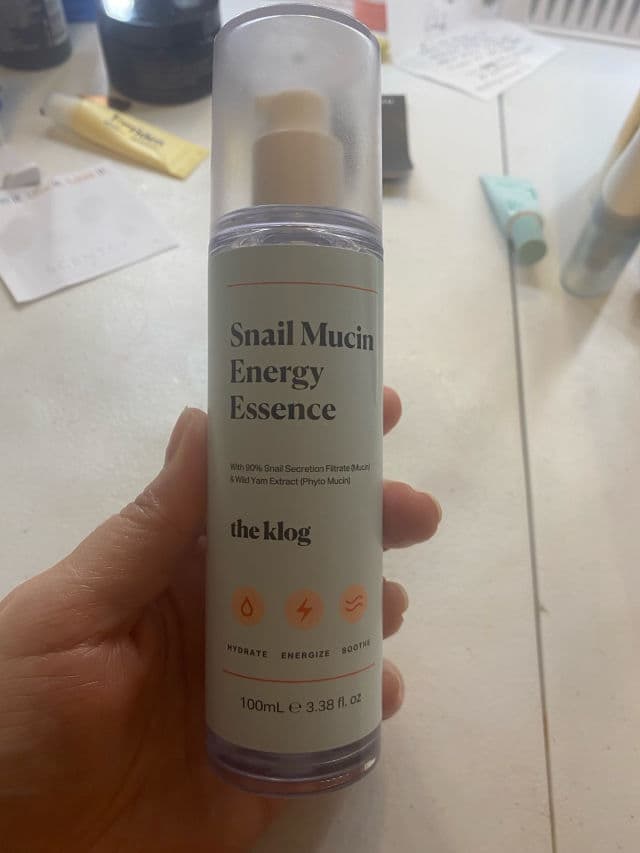 Snail Mucin
Energy
Essence
With 90% Snail Secretion Filtrate (Mucin)
& Wild Yam Extract (Phyto Mucin)
the klog
HYDRATE ENERGIZE SOOTHE
100mL ℮ 3.38 fl. oz